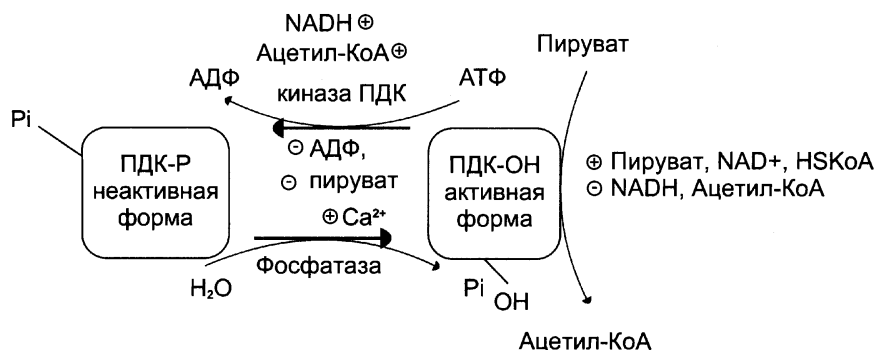 NADH ⊕
Ацетил-КоА ⊕
Пируват
АДФ
киназа ПДК
АТФ
Pi
ПДК-Р
неактивная
форма
⊖ АДФ,
⊖ пируват
⊕ Ca²⁺
ПДК-ОН
активная
форма
⊕ Пируват, NAD+, HSKoA
⊖ NADH, Ацетил-КоА
H₂O
Фосфатаза
Pi
OH
Ацетил-КоА